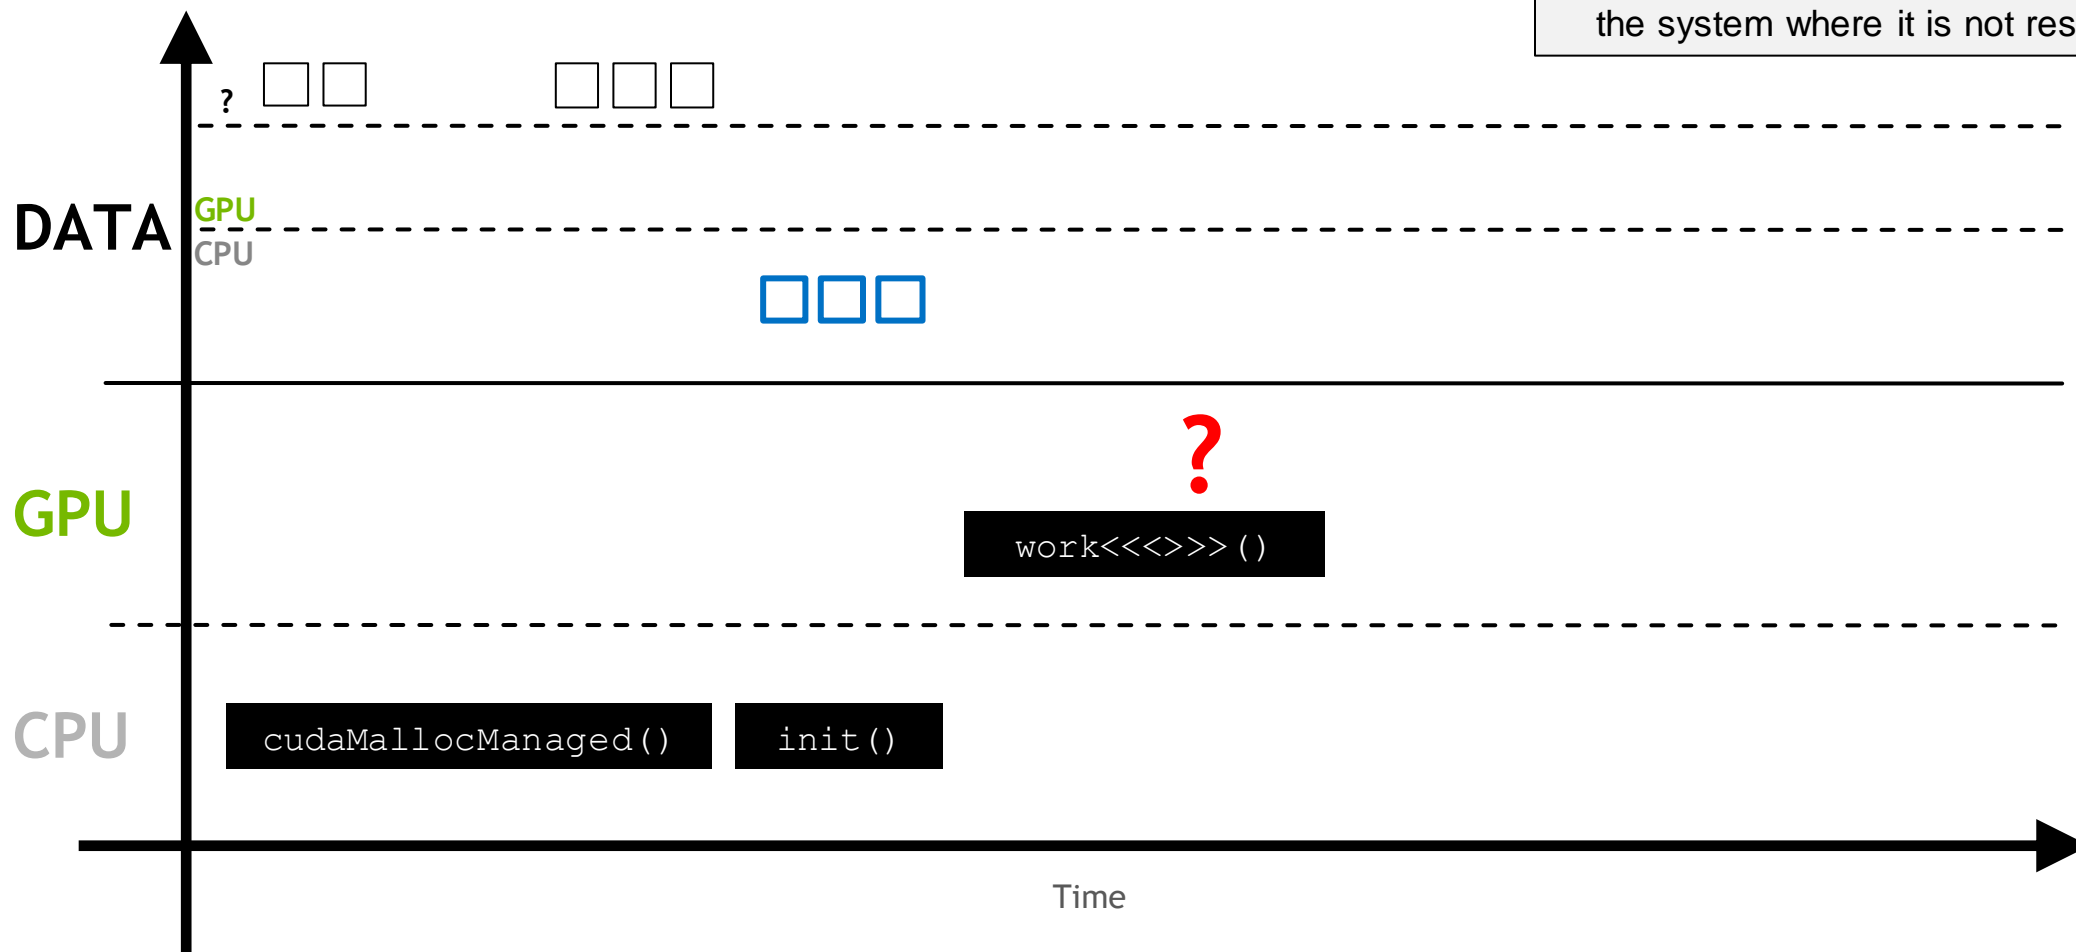 the system where it is not res
?
GPU
DATA
CPU
?
GPU
work<<<>>>()
CPU
cudaMallocManaged()
init()
Time